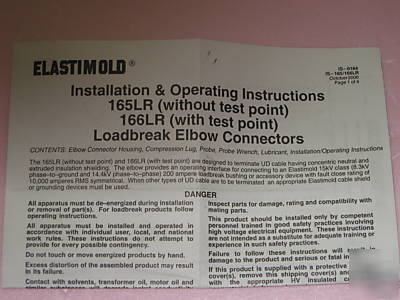 ELASTIMOLD®
IS-0184
IS-165/166LR
October2000
Page 1 of 4
Installation & Operating Instructions
165LR (without test point)
166LR (with test point)
Loadbreak Elbow Connectors
CONTENTS: Elbow Connector Housing, Compression Lug, Probe, Probe Wrench, Lubricant, Installation/Operating Instructions
The 165LR (without test point) and 166LR (with test point) are designed to terminate UD cable having concentric neutral and
extruded insulation shielding. The elbow provides an operating interface for connecting to an Elastimold 15kV class (8.3kV
phase-to-ground and 14.4kV phase-to-phase) 200 ampere loadbreak bushing or accessory device with fault close rating of
10,000 amperes RMS symmetrical. When other types of UD cable are to be terminated an appropriate Elastimold cable shield
or grounding devices must be used.
DANGER
All apparatus must be de-energized during installation
or removal of part(s). For loadbreak products follow
operating instructions.
All apparatus must be installed and operated in
accordance with individual user, local, and national
work rules. These instructions do not attempt to
provide for every possible contingency.
Do not touch or move energized products by hand.
Excess distortion of the assembled product may result
in its failure.
Contact with solvents, transformer oil, motor oil and
Inspect parts for damage, rating and compatibility with
mating parts.
This product should be installed only by competent
personnel trained in good safety practices involving
high voltage electrical equipment. These instructions
are not intended as a substitute for adequate training or
experience in such safety practices.
Failure to follow these instructions will result in
damage to the product and serious or fatal
If this product is supplied with a protective
cover(s), remove this shipping cover(s) and
with the appropriate HV insulated